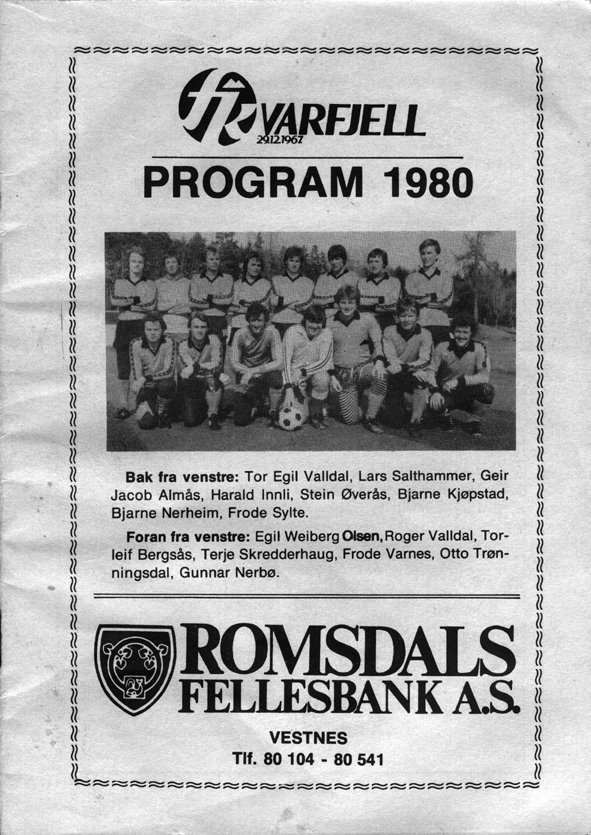 VARFJELL
29.12.1967
PROGRAM 1980
Bak fra venstre: Tor Egil Valldal, Lars Salthammer, Geir
Jacob Almås, Harald Innli, Stein Øverås, Bjarne Kjøpstad,
Bjarne Nerheim, Frode Sylte.
Foran fra venstre: Egil Weiberg Olsen, Roger Valldal, Tor-
leif Bergsås, Terje Skredderhaug, Frode Varnes, Otto Trøn-
ningsdal, Gunnar Nerbø.
ROMSDALS
FELLESBANK A.S.
VESTNES
Tlf. 80 104 - 80 541